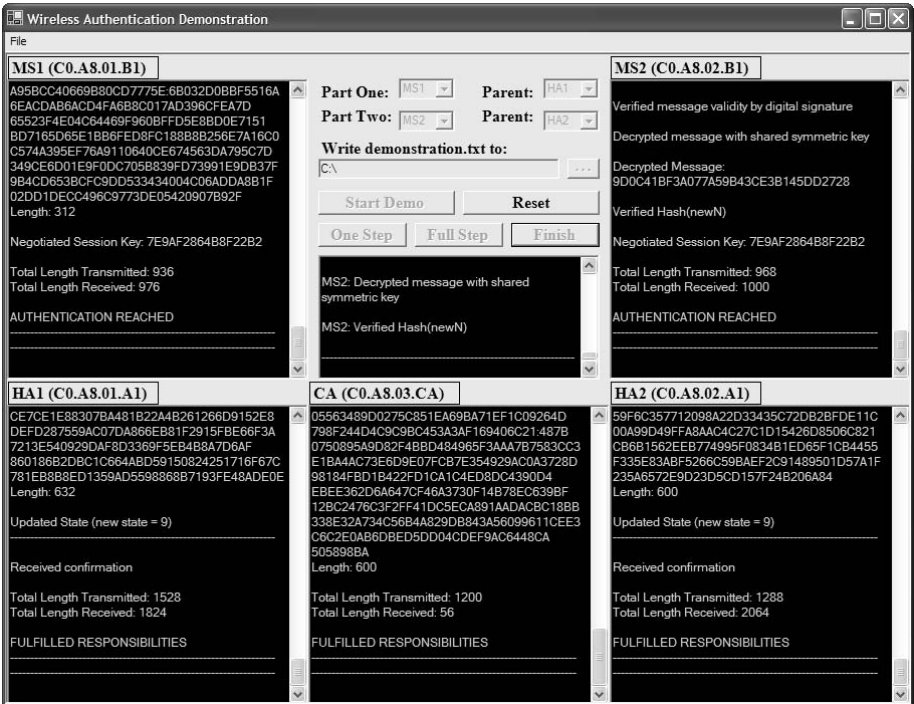 Wireless Authentication Demonstration
File
MS1 (C0.A8.01.B1)
A95BCC40669B80CD7775E:6B032D0BBF5516A
6EACDAB6ACD4FA6B8C017AD396CFEA7D
65523F4E04C64469F960BFFD5E8BD0E7151
BD7165D65E1BB6FED8FC188B8B256E7A16C0
C574A395EF76A9110640CE674563DA795C7D
349CE6D01E9F0DC705B839FD73991E9DB37F
9B4CD653BCFC9DD533434004C06ADDA8B1F
02DD1DECC496C9773DE05420907B92F
Length: 312
Negotiated Session Key: 7E9AF2864B8F22B2
Total Length Transmitted: 936
Total Length Received: 976
AUTHENTICATION REACHED
Part One: MS1 Parent: HA1
Part Two: MS2 Parent: HA2
Write demonstration.txt to:
C:\ ...
Start Demo Reset
One Step Full Step Finish
MS2: Decrypted message with shared
symmetric key
MS2: Verified Hash(newN)
MS2 (C0.A8.02.B1)
Verified message validity by digital signature
Decrypted message with shared symmetric key
Decrypted Message:
9D0C41BF3A077A59B43CE3B145DD2728
Verified Hash(newN)
Negotiated Session Key: 7E9AF2864B8F22B2
Total Length Transmitted: 968
Total Length Received: 1000
AUTHENTICATION REACHED
HA1 (C0.A8.01.A1)
CE7CE1E88307BA481B22A4B261266D9152E8
DEFD287559AC07DA866EB81F2915FBE66F3A
7213E540929DAF8D3369F5EB4B8A7D6AF
860186B2DBC1C664ABD59150824251716F67C
781EB8B8ED1359AD5598868B7193FE48ADE0E
Length: 632
Updated State (new state = 9)
Received confirmation
Total Length Transmitted: 1528
Total Length Received: 1824
FULFILLED RESPONSIBILITIES
CA (C0.A8.03.CA)
05563489D0275C851EA69BA71EF1C09264D
798F244D4C9C9BC453A3AF169406C21:487B
0750895A9D82F4BBD484965F3AAA7B7583CC3
E1BA4AC73E6D9E07FCB7E354929AC0A3728D
98184FBD1B422FD1CA1C4ED8DC4390D4
EBEE362D6A647CF46A3730F14B78EC639BF
12BC2476C3F2FF41DC5ECA891AADACBC18BB
338E32A734C56B4A829DB843A56099611CEE3
C6C2E0AB6DBED5DD04CDEF9AC6448CA
505898BA
Length: 600
Total Length Transmitted: 1200
Total Length Received: 56
FULFILLED RESPONSIBILITIES
HA2 (C0.A8.02.A1)
59F6C357712098A22D33435C72DB2BFDE11C
00A99D49FFA8AAC4C27C1D15426D8506C821
CB6B1562EEB774995F0834B1ED65F1CB4455
F335E83ABF5266C59BAEF2C91489501D57A1F
235A6572E9D23D5CD157F24B206A84
Length: 600
Updated State (new state = 9)
Received confirmation
Total Length Transmitted: 1288
Total Length Received: 2064
FULFILLED RESPONSIBILITIES